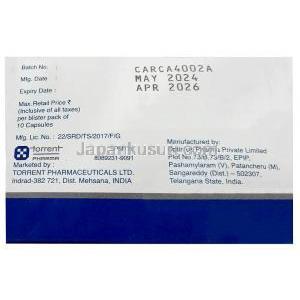 Batch No.
CARCA4002A
Mfg. Date
MAY 2024
Expiry Date :
APR 2026
Max. Retail Price ₹
(Inclusive of all taxes)
per blister pack of
10 Capsules
Mfg. Lic. No. : 22/SRD/TS/2017/F/G
torrent
PHARMA
Marketed by :
TORRENT PHARMACEUTICALS LTD.
Indrad-382 721, Dist. Mehsana, INDIA
Manufactured by:
Private Limited
Plot No.73/B,73/B/2, EPIP,
Pashamylaram (V), Patancheru (M),
Sangareddy (Dist.) – 502307,
Telangana State, India.